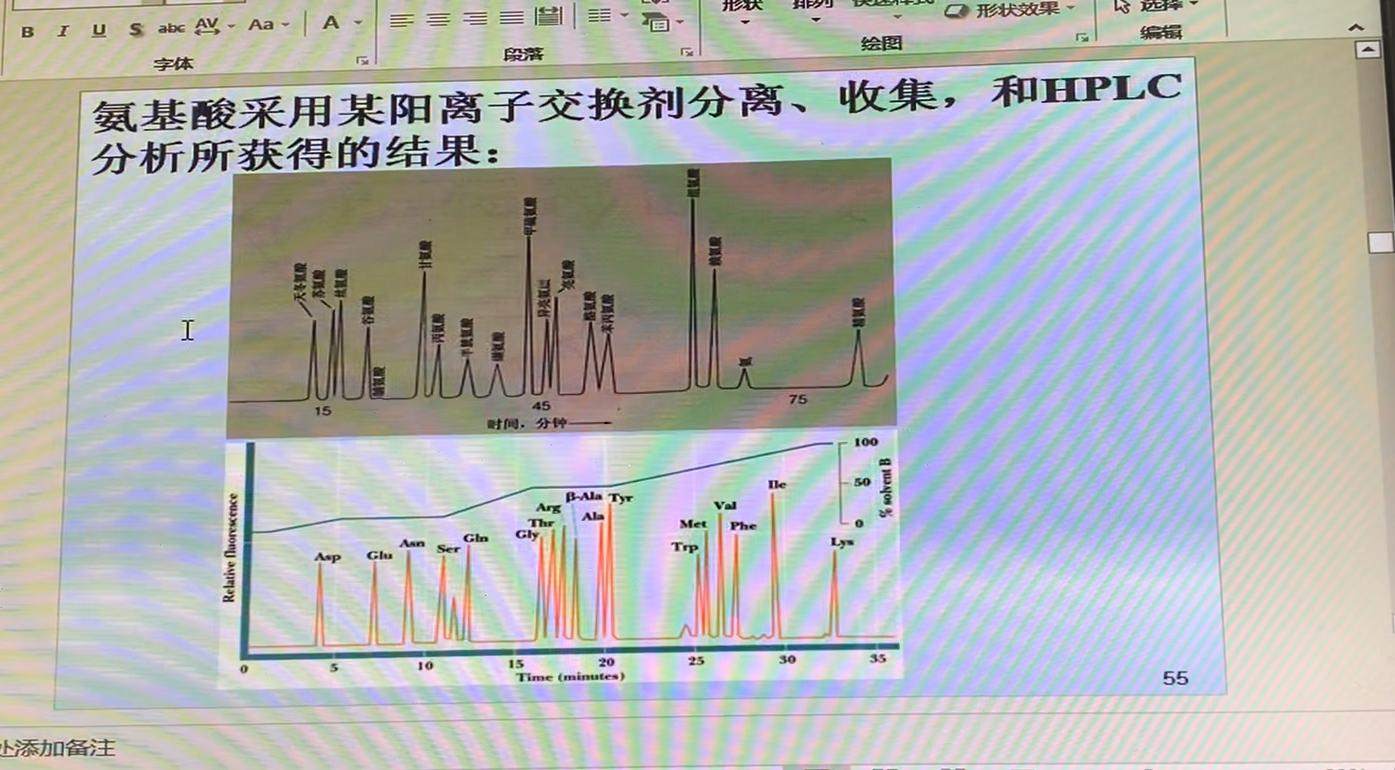 B I U S abc AV Aa A
形状 排列 快速样式
形状效果
选择
字体
段落
绘图
编辑
氨基酸采用某阳离子交换剂分离、收集，和HPLC
分析所获得的结果：
天冬氨酸
苏氨酸
丝氨酸
谷氨酸
脯氨酸
甘氨酸
丙氨酸
半胱氨酸
缬氨酸
甲硫氨酸
异亮氨酸
亮氨酸
酪氨酸
苯丙氨酸
组氨酸
赖氨酸
氨
精氨酸
15 45 75
时间，分钟
Relative fluorescence
Asp
Glu
Asn
Ser
Gln
Gly
Thr
Arg
β-Ala
Ala
Tyr
Trp
Met
Val
Phe
Ile
Lys
100
50
0
% solvent B
0 5 10 15 20 25 30 35
Time (minutes)
55
处添加备注